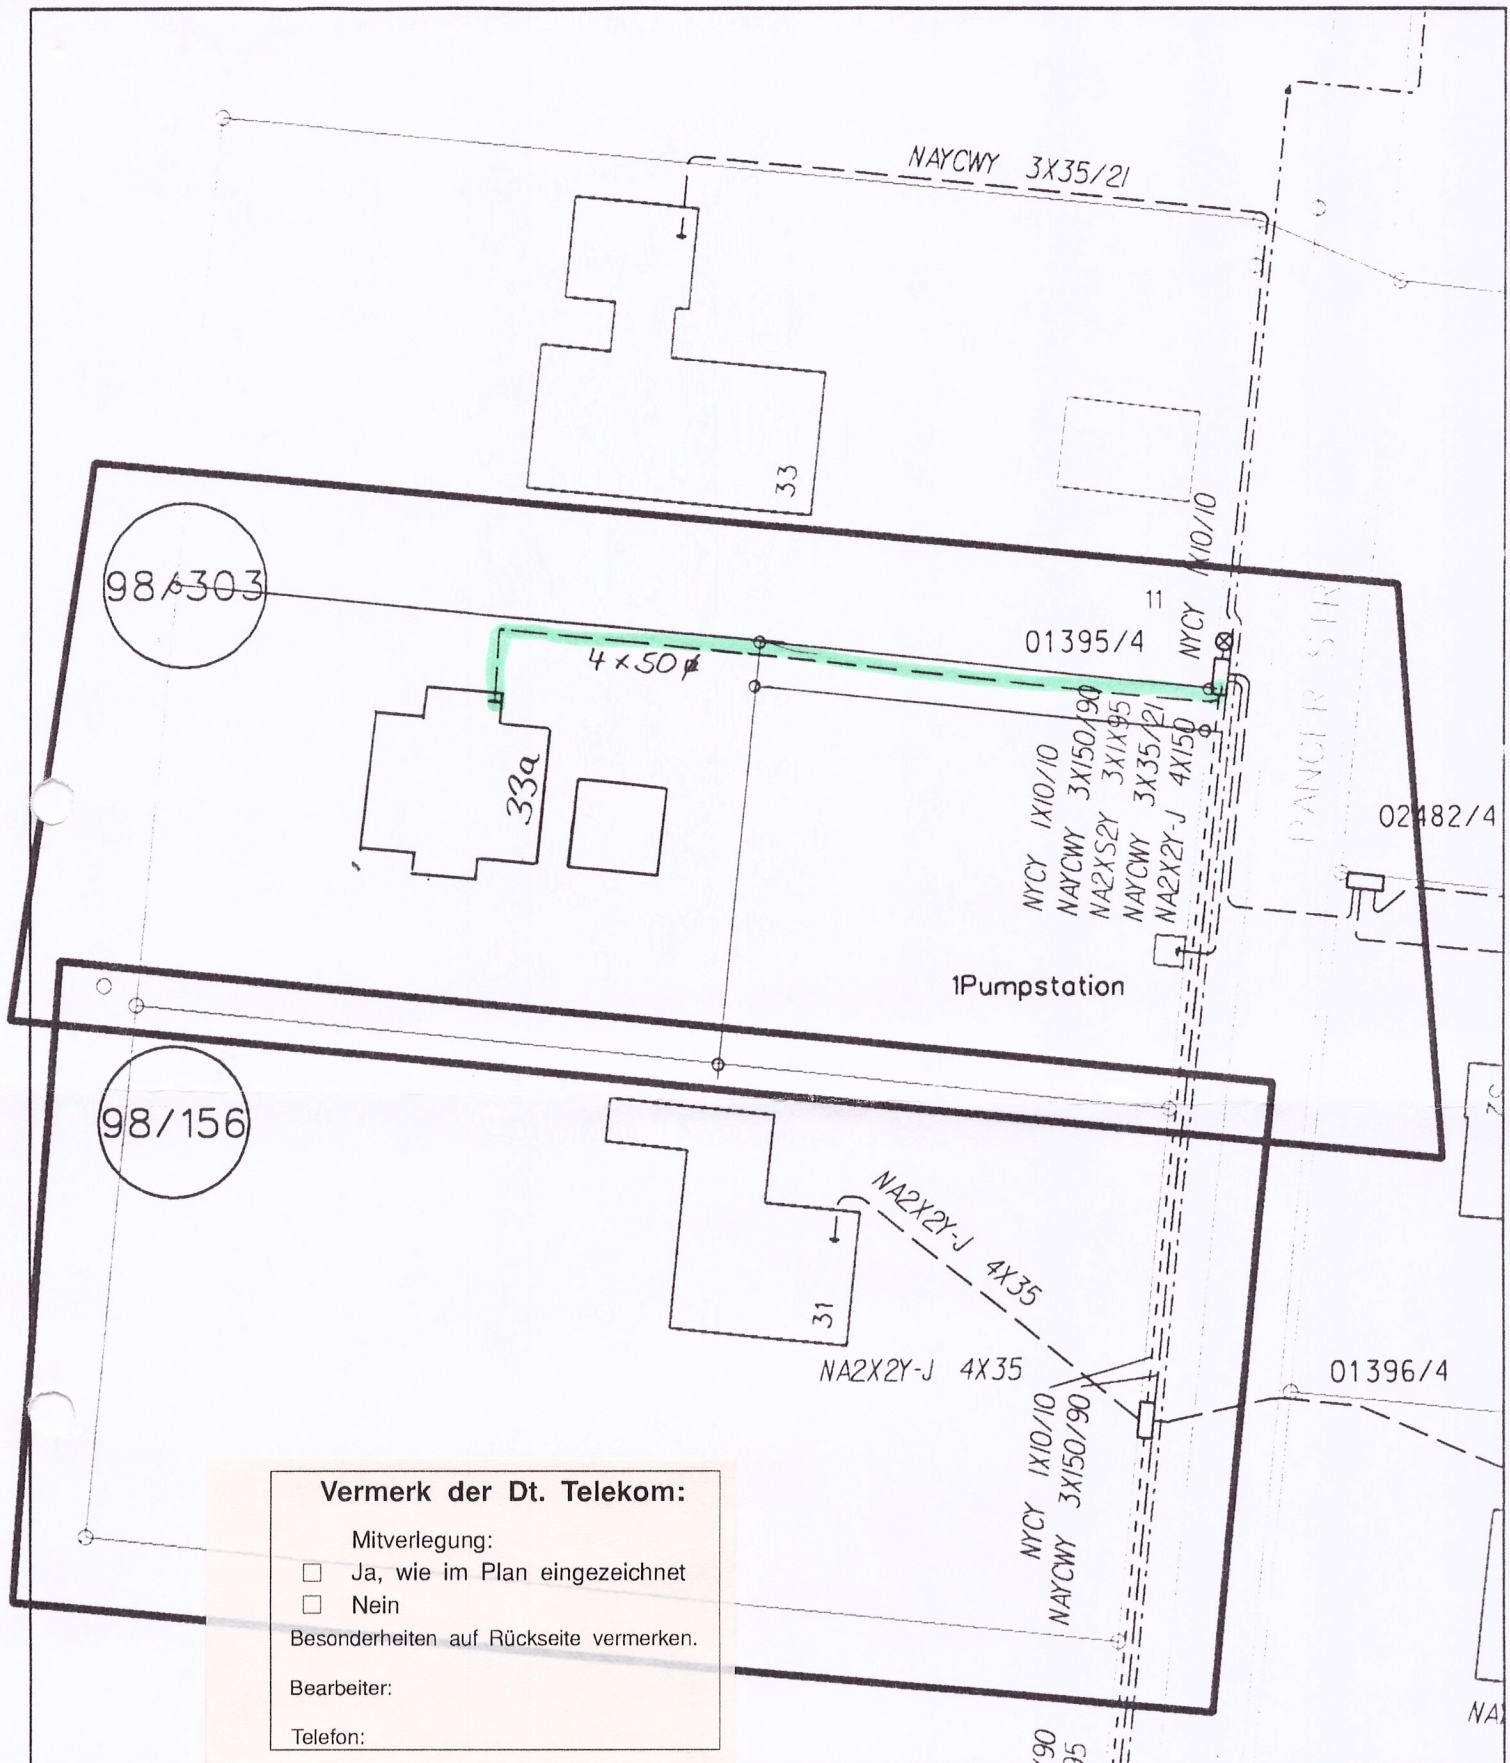 NAYCWY 3X35/21
33
NYCY 1X10/10
98/303
11
01395/4
4 x 50
33a
NYCY 1X10/10
NAYCWY 3X150/90
NA2XS2Y 3X1X95
NAYCWY 3X35/21
NA2X2Y-J 4X150
02482/4
1Pumpstation
98/156
NA2X2Y-J 4X35
31
NA2X2Y-J 4X35
01396/4
NYCY 1X10/10
NAYCWY 3X150/90
Vermerk der Dt. Telekom:
Mitverlegung:
☐ Ja, wie im Plan eingezeichnet
☐ Nein
Besonderheiten auf Rückseite vermerken.
Bearbeiter:
Telefon: